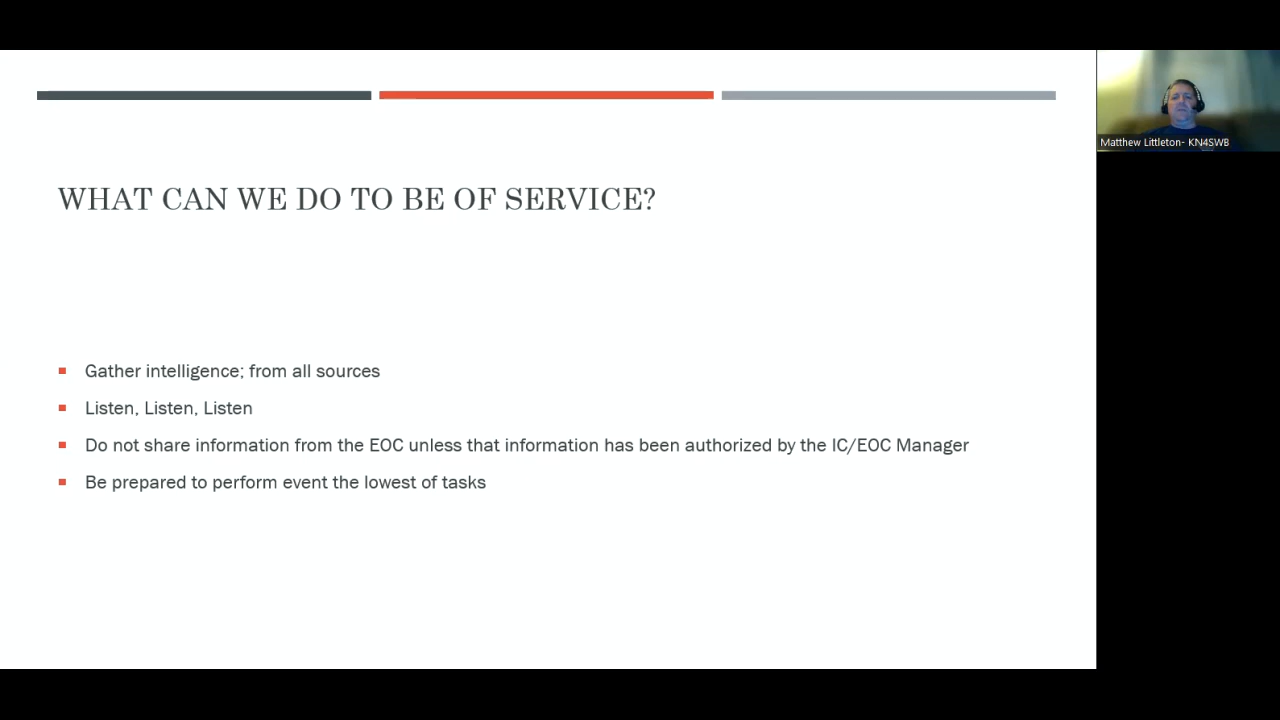 WHAT CAN WE DO TO BE OF SERVICE?
Gather intelligence; from all sources
Listen, Listen, Listen
Do not share information from the EOC unless that information has been authorized by the IC/EOC Manager
Be prepared to perform event the lowest of tasks
Matthew Littleton- KN4SWB